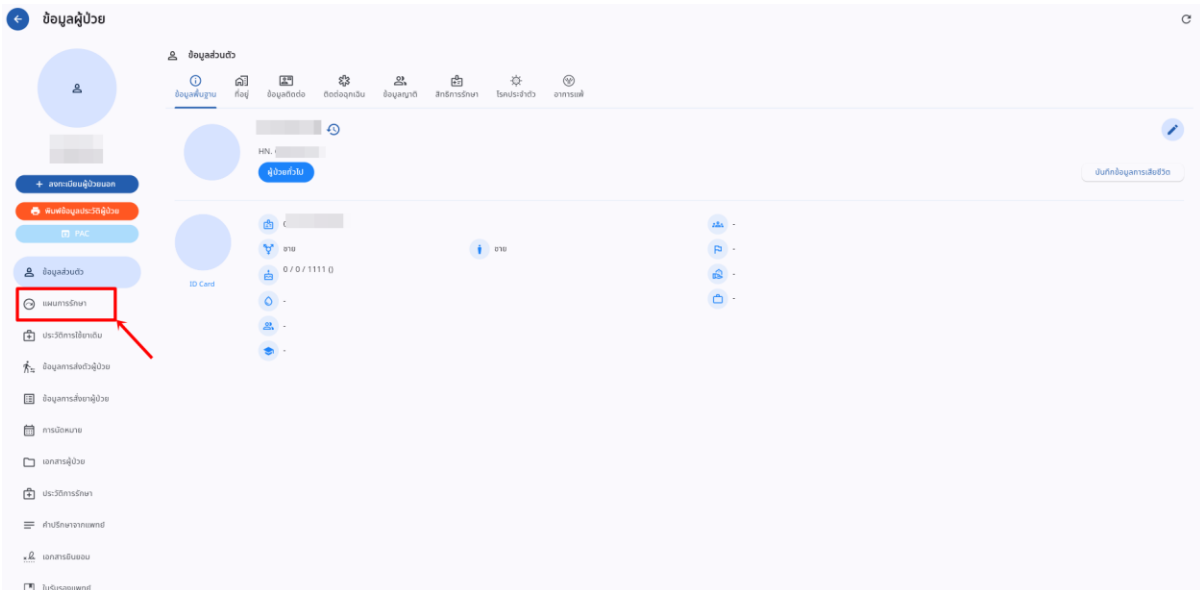 ข้อมูลผู้ป่วย
ข้อมูลส่วนตัว
ข้อมูลพื้นฐาน ที่อยู่ ข้อมูลติดต่อ ติดต่อฉุกเฉิน ข้อมูลญาติ สิทธิการรักษา โรคประจำตัว อาการแพ้
HN.
ผู้ป่วยทั่วไป
บันทึกข้อมูลการเสียชีวิต
+ ลงทะเบียนผู้ป่วยนอก
พิมพ์ข้อมูลประวัติผู้ป่วย
PAC
ข้อมูลส่วนตัว
แผนการรักษา
ประวัติการใช้ยาเดิม
ข้อมูลการส่งตัวผู้ป่วย
ข้อมูลการสั่งยาผู้ป่วย
การนัดหมาย
เอกสารผู้ป่วย
ประวัติการรักษา
คำปรึกษาจากแพทย์
เอกสารยินยอม
ใบรับรองแพทย์
ID Card
-
ชาย ชาย -
0 / 0 / 1111 () -
- -
-
-